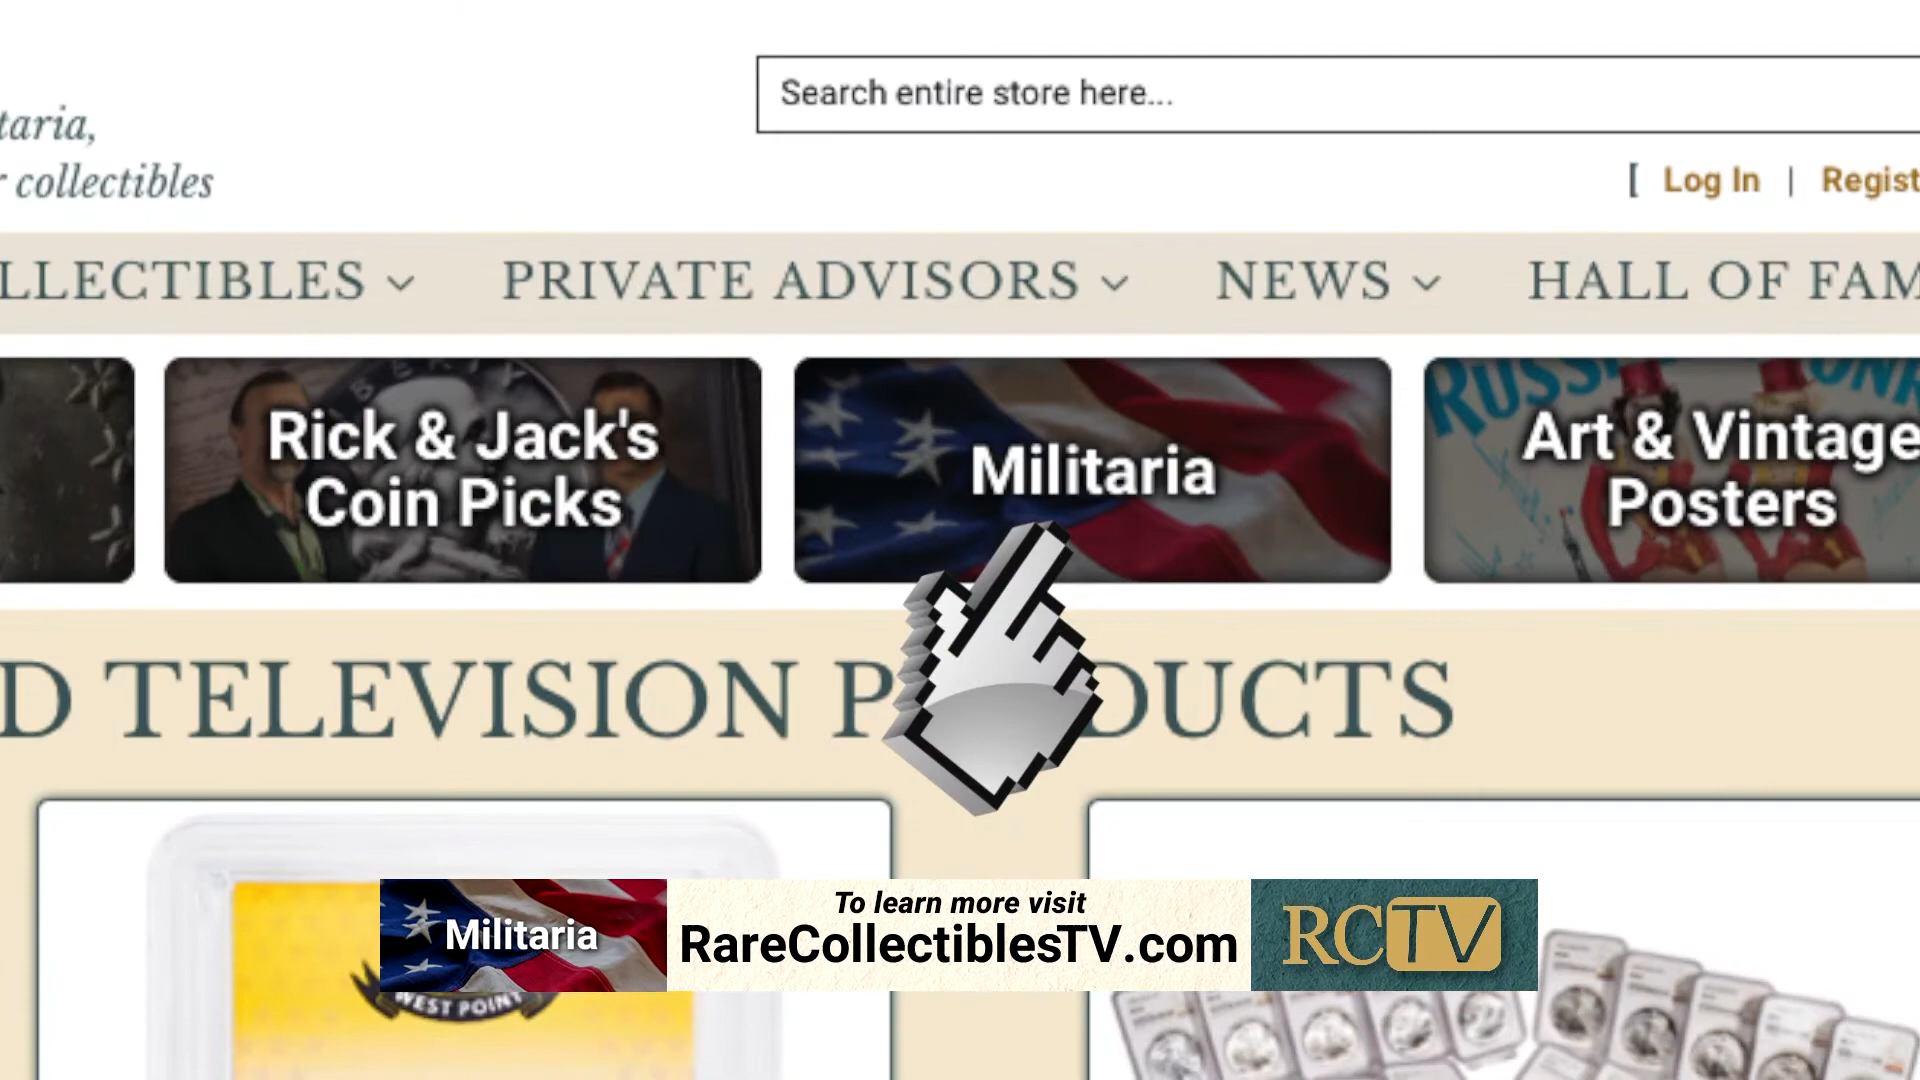 Search entire store here...
taria,
r collectibles
[ Log In | Regist
LLECTIBLES PRIVATE ADVISORS NEWS HALL OF FAM
Rick & Jack's
Coin Picks
Militaria
Art & Vintage
Posters
D TELEVISION P DUCTS
Militaria
To learn more visit
RareCollectiblesTV.com
RCTV
WEST POINT